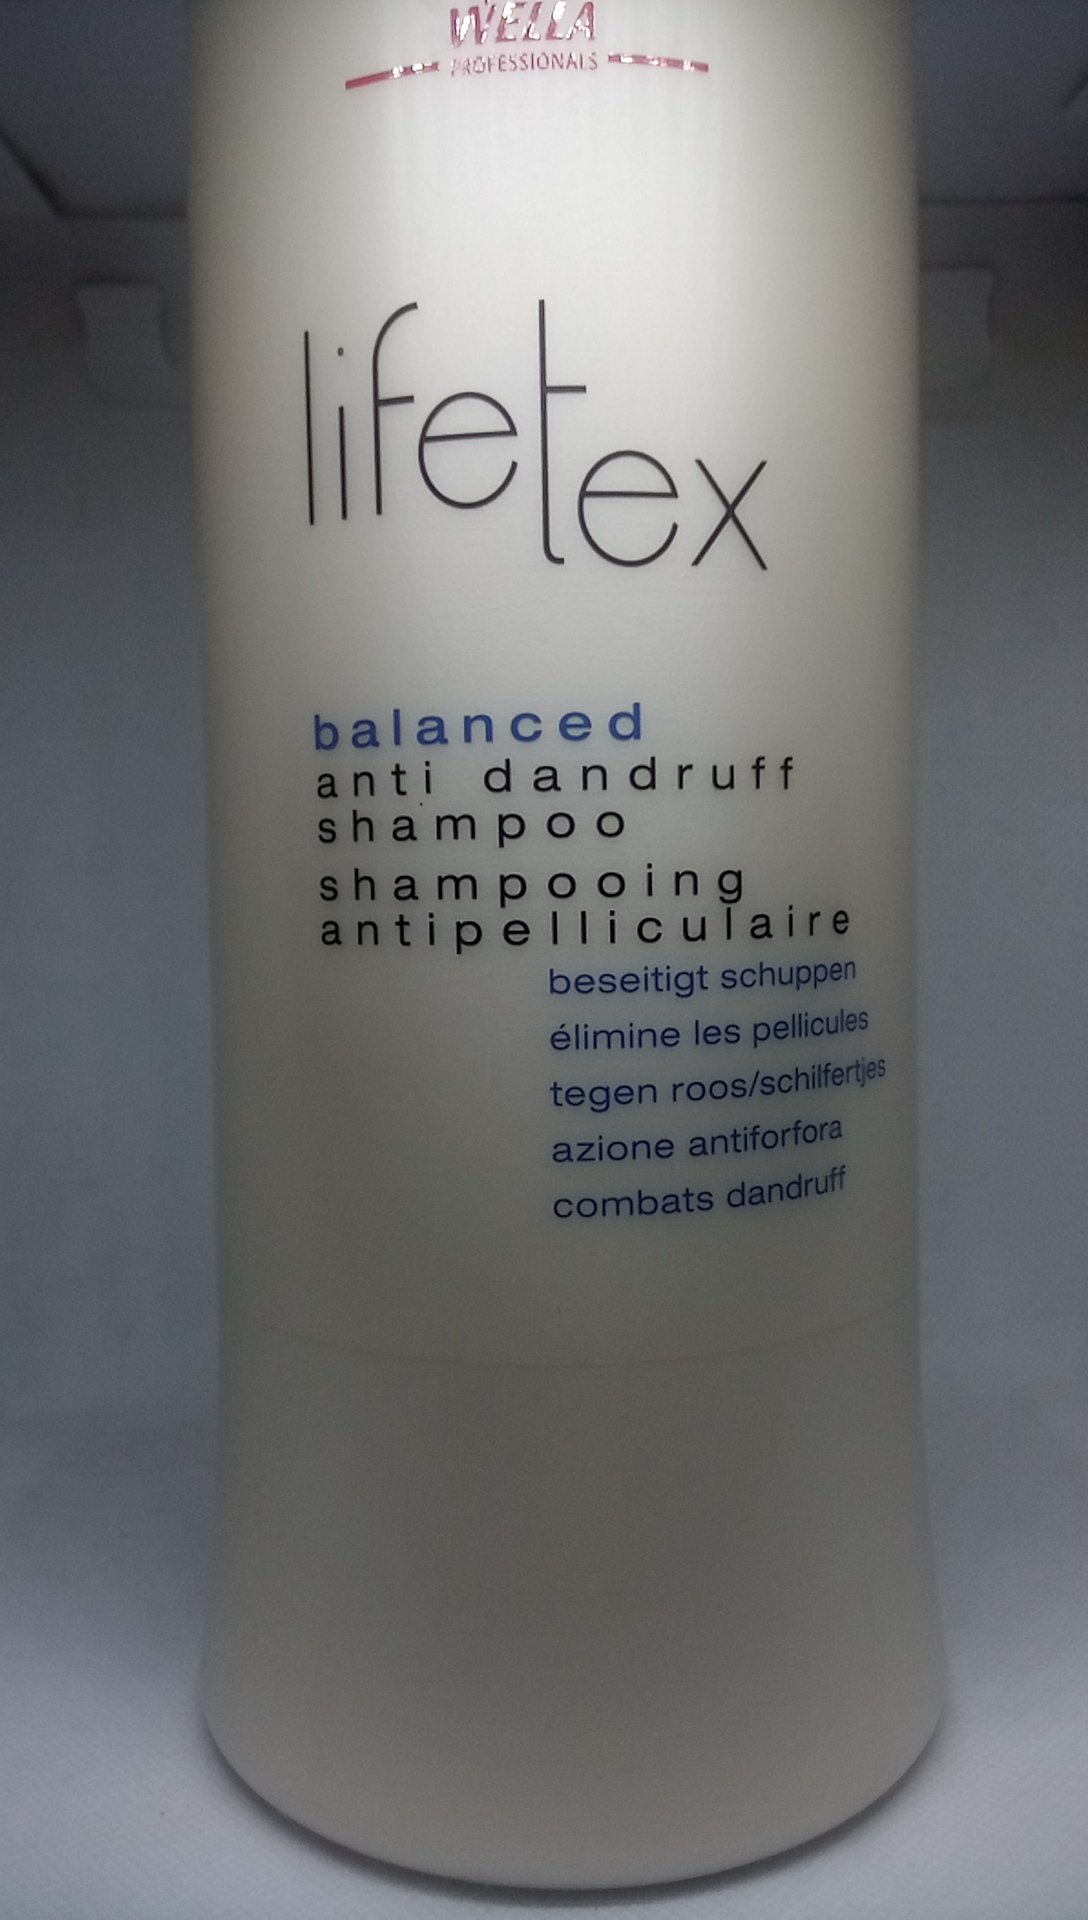 WELLA
PROFESSIONALS
lifetex
balanced
anti dandruff
shampoo
shampooing
antipelliculaire
beseitigt schuppen
élimine les pellicules
tegen roos/schilfertjes
azione antiforfora
combats dandruff